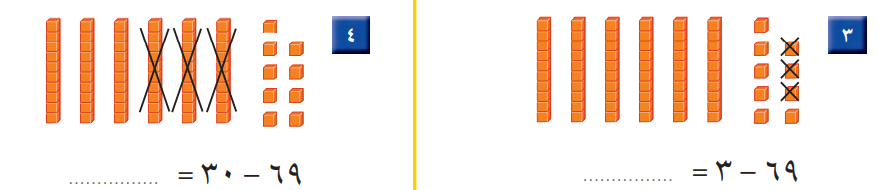 ٣
٦٩ − ٣ = ................
٤
٦٩ − ٣٠ = ................